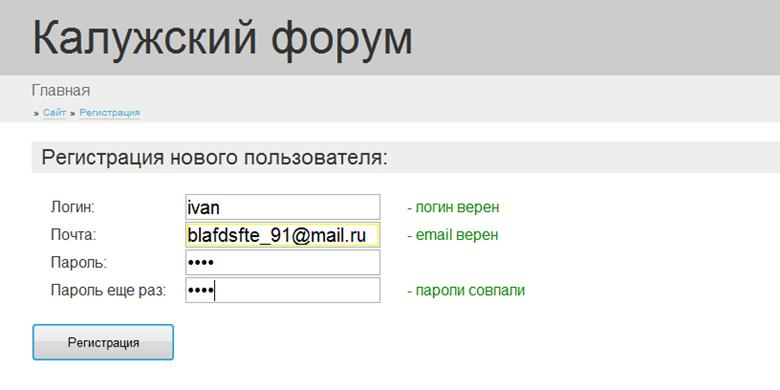 Калужский форум
Главная
» Сайт » Регистрация
Регистрация нового пользователя:
Логин: ivan - логин верен
Почта: blafdsfte_91@mail.ru - email верен
Пароль: ••••
Пароль еще раз: •••• - пароли совпали
Регистрация